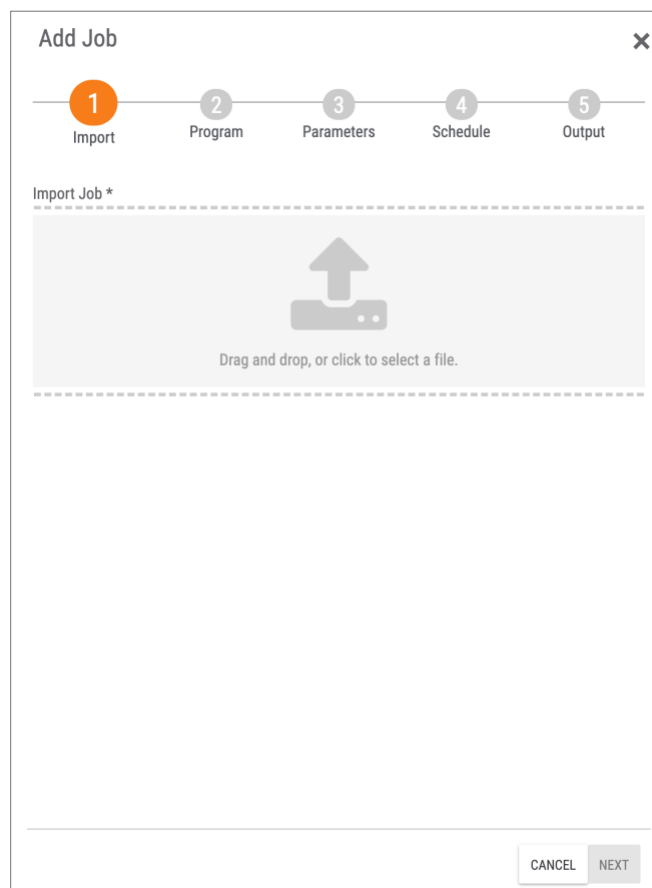 Add Job
1 2 3 4 5
Import Program Parameters Schedule Output
Import Job *
Drag and drop, or click to select a file.
CANCEL NEXT